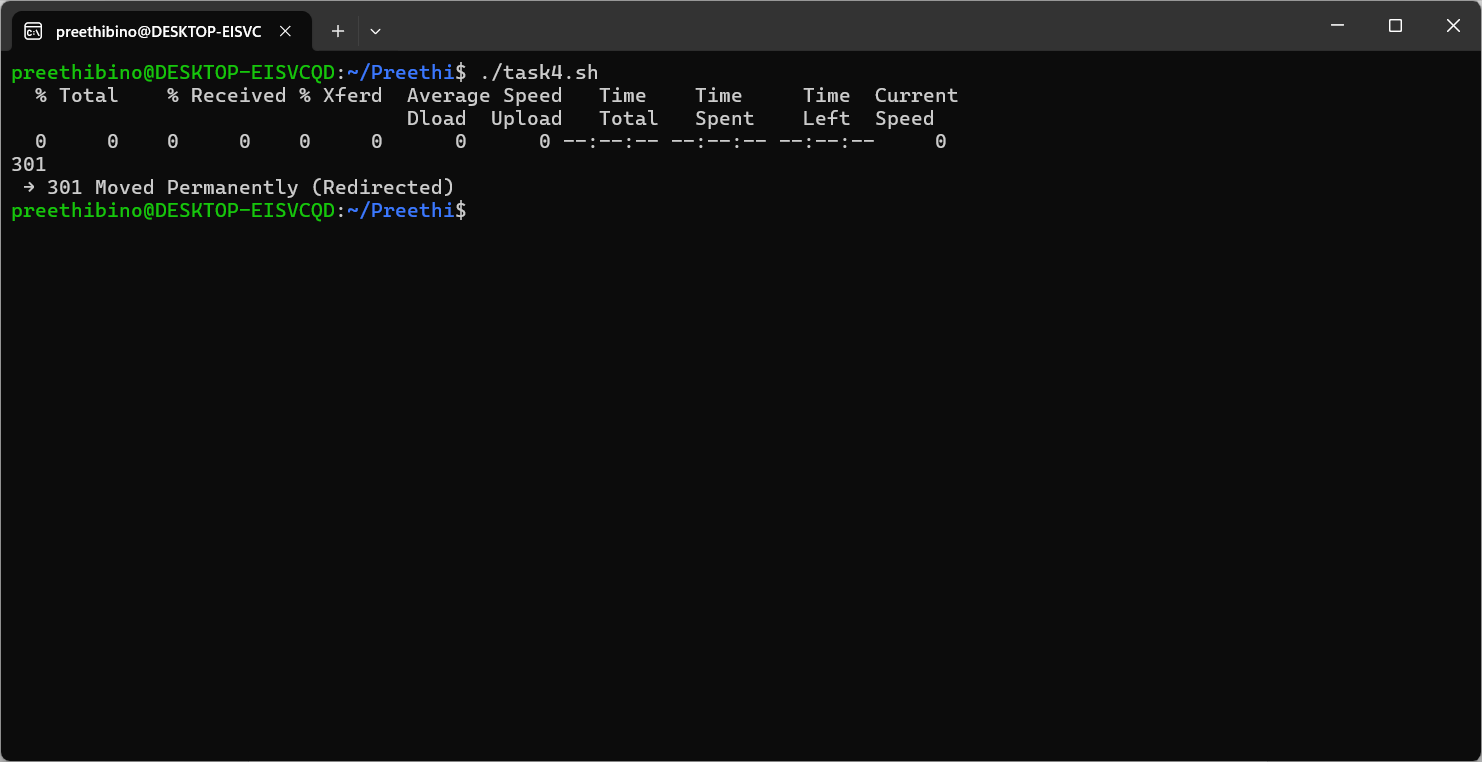 preethibino@DESKTOP-EISVC
preethibino@DESKTOP-EISVCQD:~/Preethi$ ./task4.sh
  % Total    % Received % Xferd  Average Speed   Time    Time     Time  Current
                                 Dload  Upload   Total   Spent    Left  Speed
  0     0    0     0    0     0      0      0 --:--:-- --:--:-- --:--:--     0
301
 → 301 Moved Permanently (Redirected)
preethibino@DESKTOP-EISVCQD:~/Preethi$